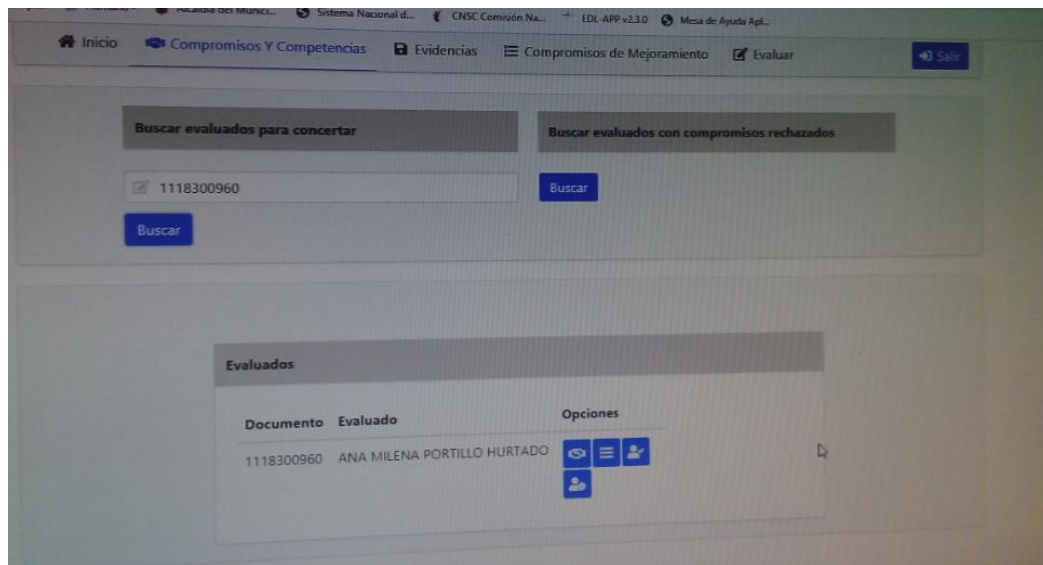 Sistema Nacional d... CNSC Comisión Na... EDL-APP v2.3.0 Mesa de Ayuda Apl...
Inicio Compromisos Y Competencias Evidencias Compromisos de Mejoramiento Evaluar Salir
Buscar evaluados para concertar
Buscar evaluados con compromisos rechazados
1118300960
Buscar
Buscar
Evaluados
Documento Evaluado Opciones
1118300960 ANA MILENA PORTILLO HURTADO